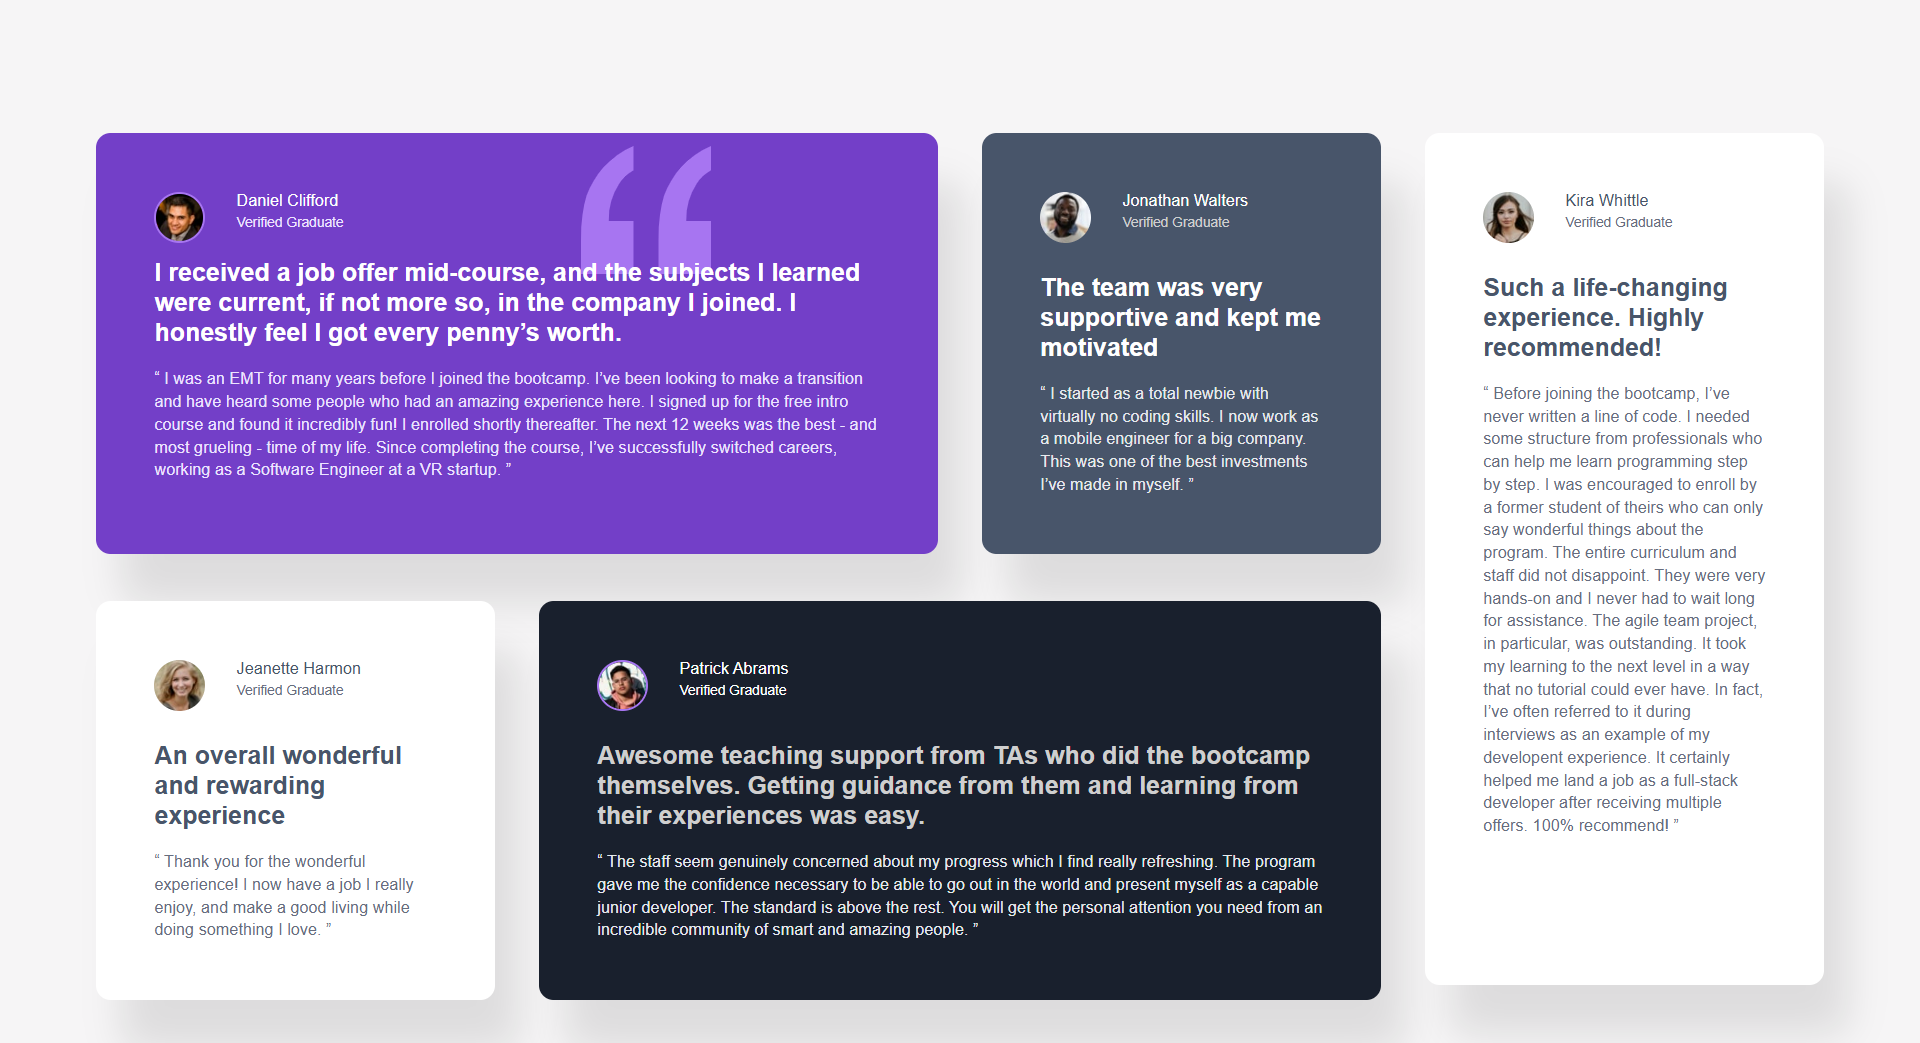 Daniel Clifford
Verified Graduate
I received a job offer mid-course, and the subjects I learned
were current, if not more so, in the company I joined. I
honestly feel I got every penny’s worth.
“ I was an EMT for many years before I joined the bootcamp. I’ve been looking to make a transition
and have heard some people who had an amazing experience here. I signed up for the free intro
course and found it incredibly fun! I enrolled shortly thereafter. The next 12 weeks was the best - and
most grueling - time of my life. Since completing the course, I’ve successfully switched careers,
working as a Software Engineer at a VR startup. ”
Jonathan Walters
Verified Graduate
The team was very
supportive and kept me
motivated
“ I started as a total newbie with
virtually no coding skills. I now work as
a mobile engineer for a big company.
This was one of the best investments
I’ve made in myself. ”
Kira Whittle
Verified Graduate
Such a life-changing
experience. Highly
recommended!
“ Before joining the bootcamp, I’ve
never written a line of code. I needed
some structure from professionals who
can help me learn programming step
by step. I was encouraged to enroll by
a former student of theirs who can only
say wonderful things about the
program. The entire curriculum and
staff did not disappoint. They were very
hands-on and I never had to wait long
for assistance. The agile team project,
in particular, was outstanding. It took
my learning to the next level in a way
that no tutorial could ever have. In fact,
I’ve often referred to it during
interviews as an example of my
developent experience. It certainly
helped me land a job as a full-stack
developer after receiving multiple
offers. 100% recommend! ”
Jeanette Harmon
Verified Graduate
An overall wonderful
and rewarding
experience
“ Thank you for the wonderful
experience! I now have a job I really
enjoy, and make a good living while
doing something I love. ”
Patrick Abrams
Verified Graduate
Awesome teaching support from TAs who did the bootcamp
themselves. Getting guidance from them and learning from
their experiences was easy.
“ The staff seem genuinely concerned about my progress which I find really refreshing. The program
gave me the confidence necessary to be able to go out in the world and present myself as a capable
junior developer. The standard is above the rest. You will get the personal attention you need from an
incredible community of smart and amazing people. ”